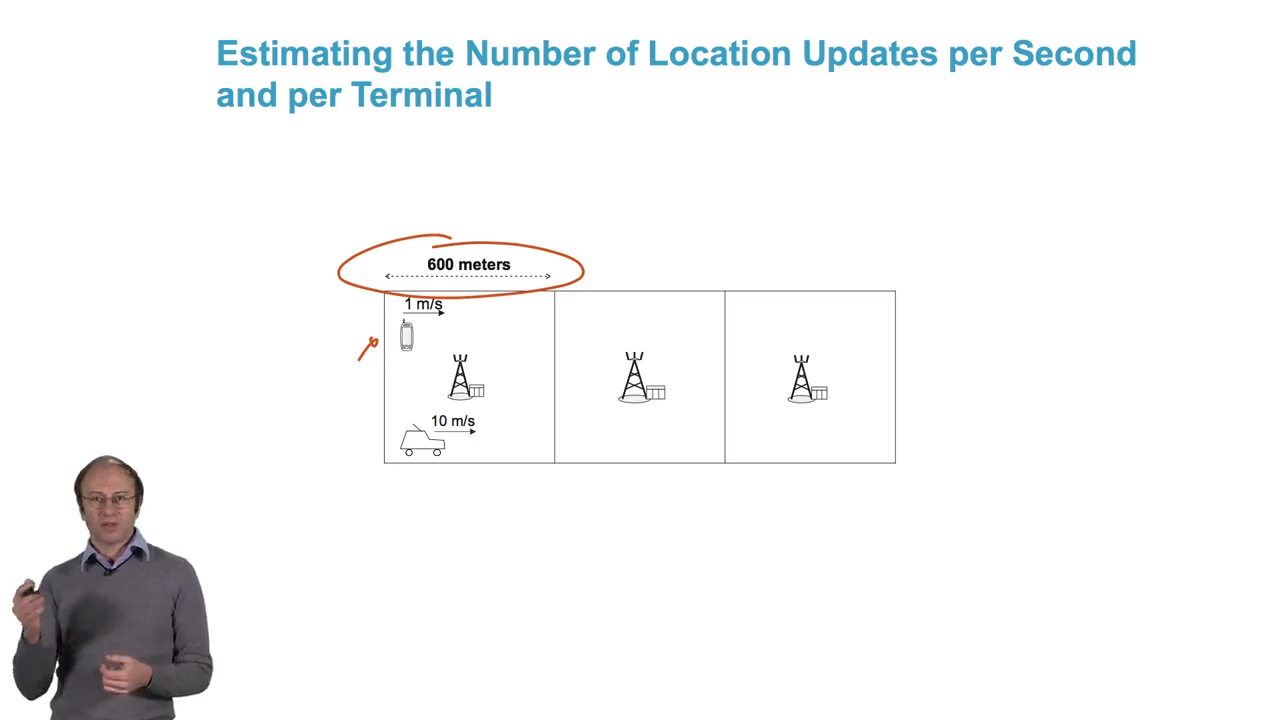 Estimating the Number of Location Updates per Second
and per Terminal
600 meters
1 m/s
10 m/s